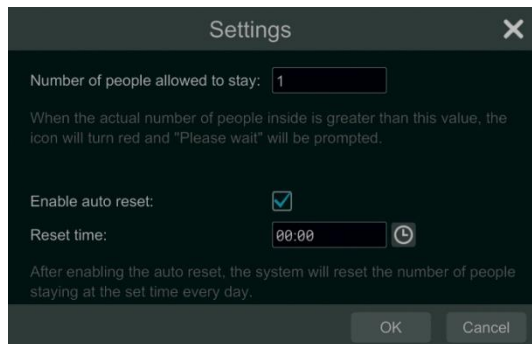 Settings
Number of people allowed to stay: 1
When the actual number of people inside is greater than this value, the
icon will turn red and "Please wait" will be prompted.
Enable auto reset:
Reset time: 00:00
After enabling the auto reset, the system will reset the number of people
staying at the set time every day.
OK Cancel